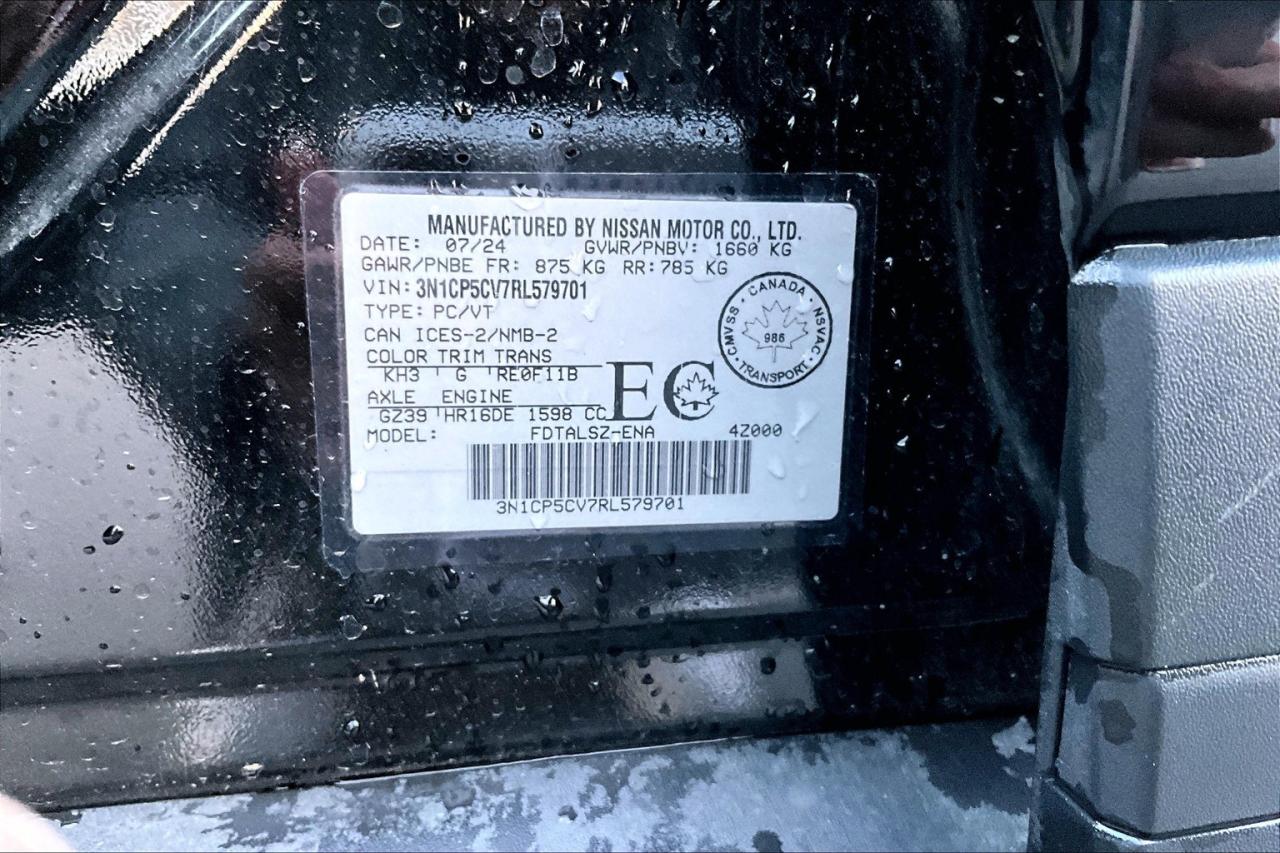 MANUFACTURED BY NISSAN MOTOR CO., LTD.
DATE: 07/24 GVWR/PNBV: 1660 KG
GAWR/PNBE FR: 875 KG RR: 785 KG
VIN: 3N1CP5CV7RL579701
TYPE: PC/VT
CAN ICES-2/NMB-2
COLOR TRIM TRANS
KH3 G RE0F11B
AXLE ENGINE
GZ39 HR16DE 1598 CC
EC
CANADA
CMVSS NSVAC
986
TRANSPORT
MODEL: FDTALSZ-ENA 4Z000
3N1CP5CV7RL579701